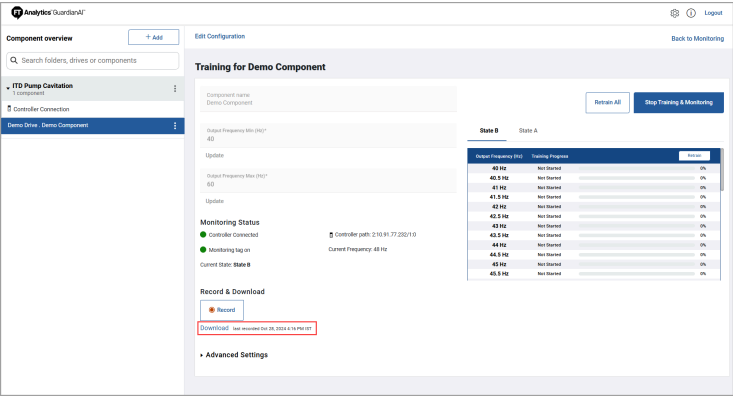 FT Analytics™ GuardianAI™
Logout
Component overview
+ Add
Search folders, drives or components
ITD Pump Cavitation
1 component
Controller Connection
Demo Drive . Demo Component
Edit Configuration
Back to Monitoring
Training for Demo Component
Component name
Demo Component
Output Frequency Min (Hz)*
40
Update
Output Frequency Max (Hz)*
60
Update
Monitoring Status
Controller Connected
Controller path: 2:10.91.77.232/1:0
Monitoring tag on
Current Frequency: 48 Hz
Current State: State B
Record & Download
Record
Download last recorded Oct 28, 2024 4:16 PM IST
Advanced Settings
Retrain All
Stop Training & Monitoring
State B State A
Output Frequency (Hz) Training Progress Retrain
40 Hz Not Started 0%
40.5 Hz Not Started 0%
41 Hz Not Started 0%
41.5 Hz Not Started 0%
42 Hz Not Started 0%
42.5 Hz Not Started 0%
43 Hz Not Started 0%
43.5 Hz Not Started 0%
44 Hz Not Started 0%
44.5 Hz Not Started 0%
45 Hz Not Started 0%
45.5 Hz Not Started 0%